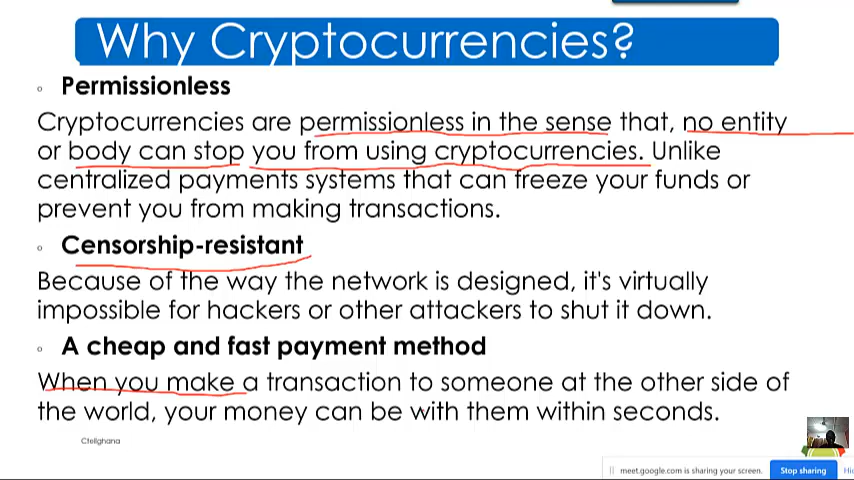 Why Cryptocurrencies?
Permissionless
Cryptocurrencies are permissionless in the sense that, no entity
or body can stop you from using cryptocurrencies. Unlike
centralized payments systems that can freeze your funds or
prevent you from making transactions.
Censorship-resistant
Because of the way the network is designed, it's virtually
impossible for hackers or other attackers to shut it down.
A cheap and fast payment method
When you make a transaction to someone at the other side of
the world, your money can be with them within seconds.
Ctellghana
meet.google.com is sharing your screen.
Stop sharing